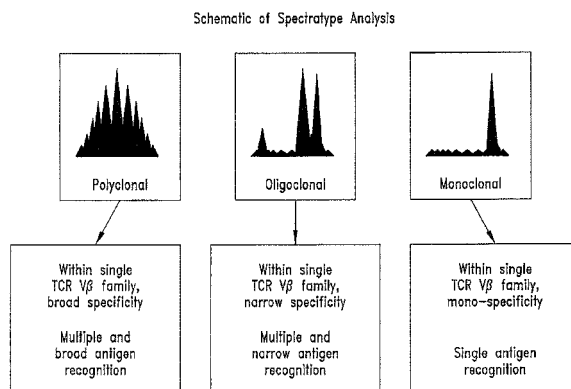 Schematic of Spectratype Analysis
Polyclonal
Oligoclonal
Monoclonal
Within single
TCR Vβ family,
broad specificity
Multiple and
broad antigen
recognition
Within single
TCR Vβ family,
narrow specificity
Multiple and
narrow antigen
recognition
Within single
TCR Vβ family,
mono-specificity
Single antigen
recognition